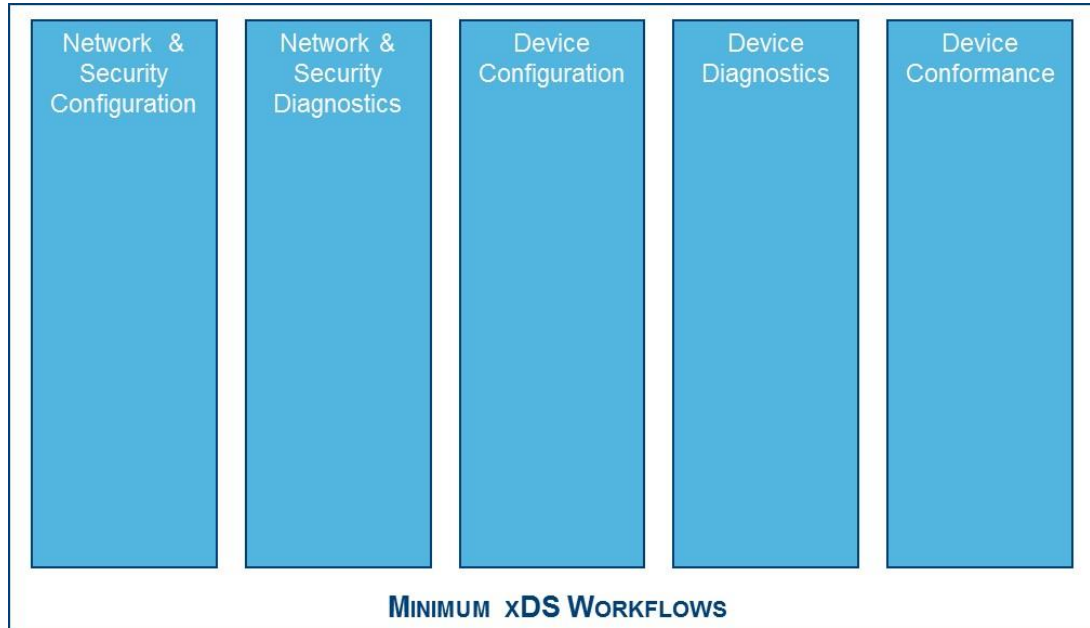 Network & 
Security
Configuration
Network &
Security
Diagnostics
Device
Configuration
Device
Diagnostics
Device
Conformance
MINIMUM xDS WORKFLOWS